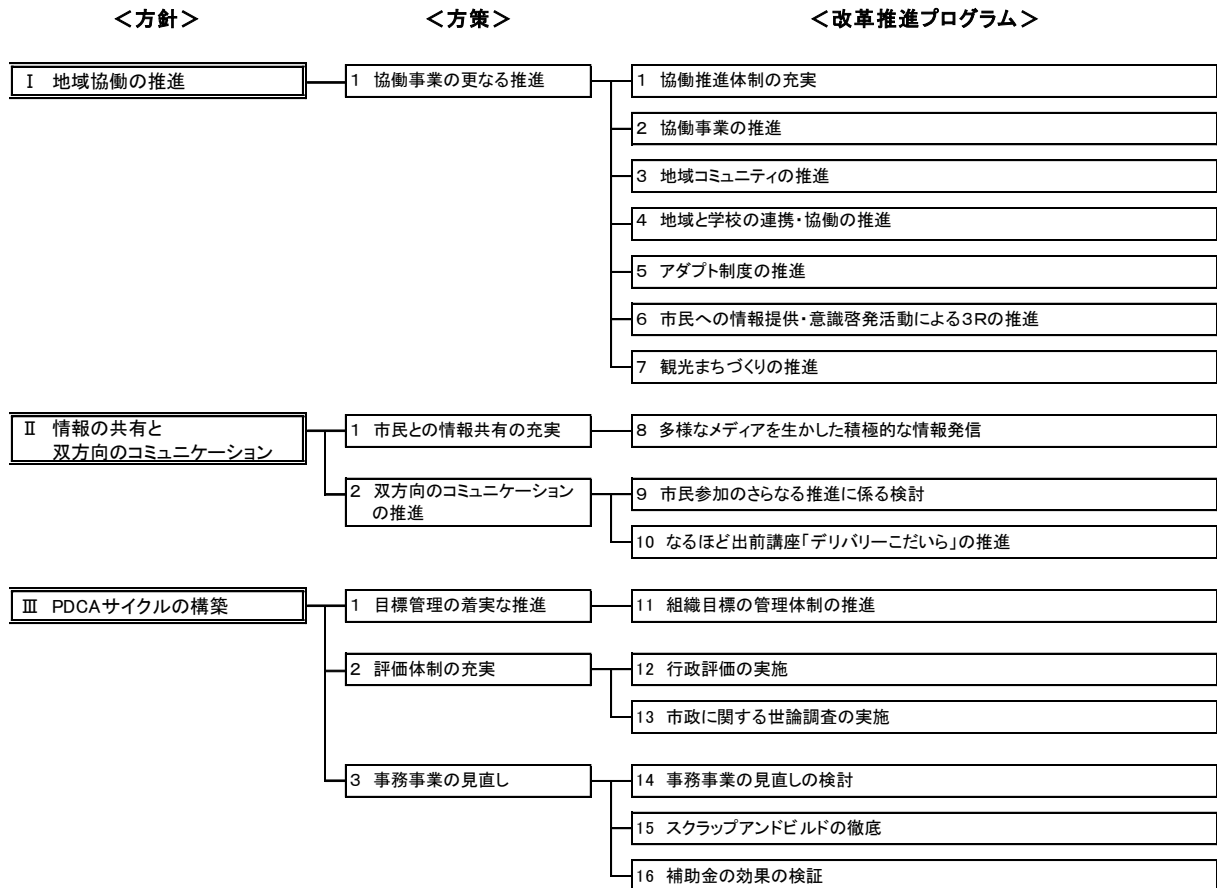 ＜方針＞ ＜方策＞ ＜改革推進プログラム＞
Ⅰ 地域協働の推進 1 協働事業の更なる推進 1 協働推進体制の充実
2 協働事業の推進
3 地域コミュニティの推進
4 地域と学校の連携・協働の推進
5 アダプト制度の推進
6 市民への情報提供・意識啓発活動による３Ｒの推進
7 観光まちづくりの推進
Ⅱ 情報の共有と
双方向のコミュニケーション
1 市民との情報共有の充実 8 多様なメディアを生かした積極的な情報発信
2 双方向のコミュニケーション
の推進
9 市民参加のさらなる推進に係る検討
10 なるほど出前講座「デリバリーこだいら」の推進
Ⅲ PDCAサイクルの構築 1 目標管理の着実な推進 11 組織目標の管理体制の推進
2 評価体制の充実 12 行政評価の実施
13 市政に関する世論調査の実施
3 事務事業の見直し 14 事務事業の見直しの検討
15 スクラップアンドビルドの徹底
16 補助金の効果の検証